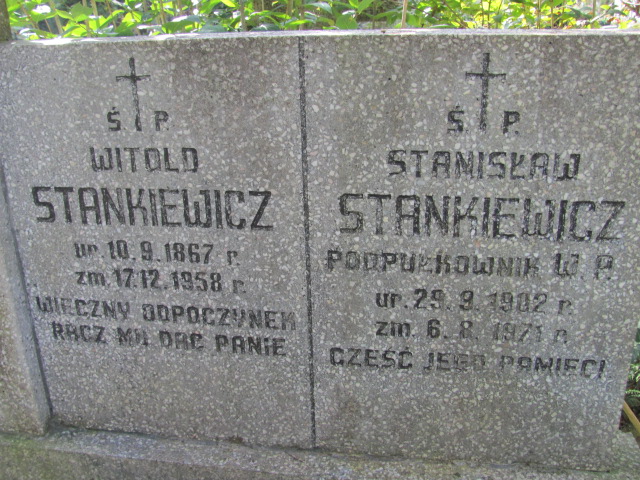 Ś. P.
WITOLD
STANKIEWICZ
ur. 10. 9. 1867 r.
zm. 17.12.1958 r.
WIECZNY ODPOCZYNEK
RACZ MU DAĆ PANIE
Ś. P.
STANISŁAW
STANKIEWICZ
PODPUŁKOWNIK W. P.
ur. 29. 9. 1902 r.
zm. 6. 8. 1971 r.
CZEŚĆ JEGO PAMIĘCI